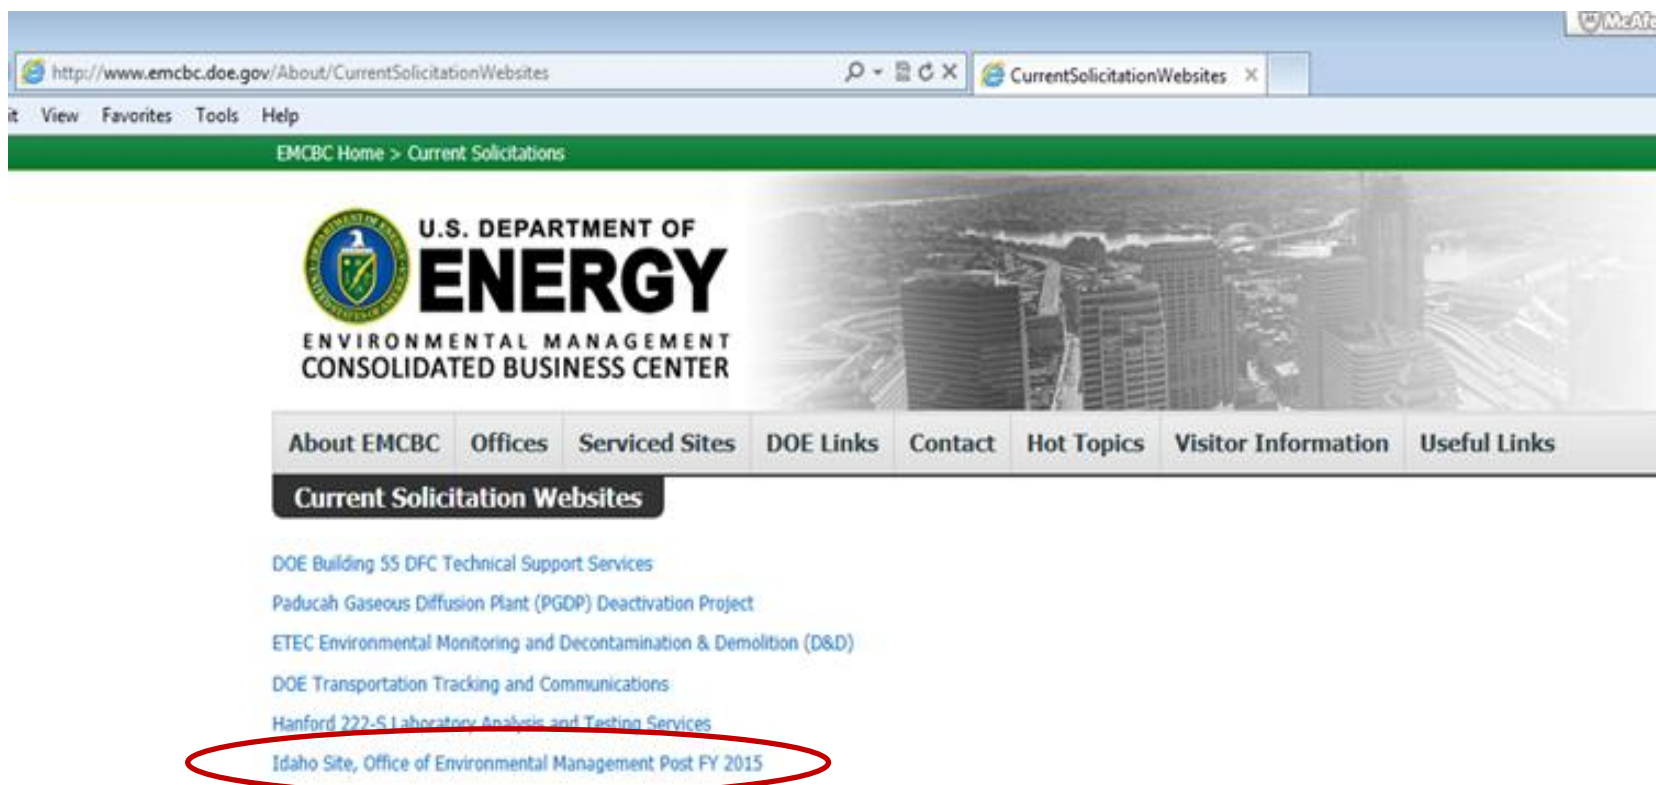 McAfe
http://www.emcbc.doe.gov/About/CurrentSolicitationWebsites
CurrentSolicitationWebsites
it View Favorites Tools Help
EMCBC Home > Current Solicitations
U.S. DEPARTMENT OF
ENERGY
ENVIRONMENTAL MANAGEMENT
CONSOLIDATED BUSINESS CENTER
About EMCBC Offices Serviced Sites DOE Links Contact Hot Topics Visitor Information Useful Links
Current Solicitation Websites
DOE Building 55 DFC Technical Support Services
Paducah Gaseous Diffusion Plant (PGDP) Deactivation Project
ETEC Environmental Monitoring and Decontamination & Demolition (D&D)
DOE Transportation Tracking and Communications
Hanford 222-S Laboratory Analysis and Testing Services
Idaho Site, Office of Environmental Management Post FY 2015